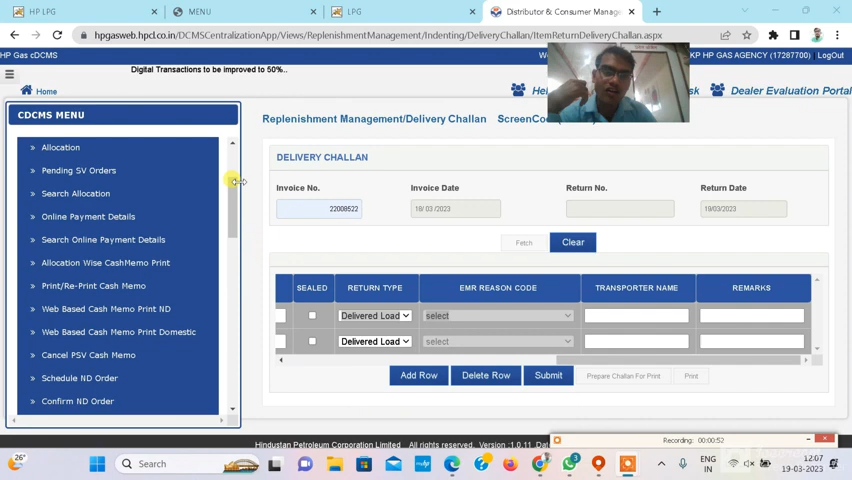 HP LPG
MENU
LPG
Distributor & Consumer Manage
hpgasweb.hpcl.co.in/DCMSCentralizationApp/Views/ReplenishmentManagement/Indenting/DeliveryChallan/ItemReturnDeliveryChallan.aspx
HP Gas cDCMS
KP HP GAS AGENCY (17287700) | LogOut
Digital Transactions to be improved to 50%..
Home
Dealer Evaluation Portal
CDCMS MENU
Replenishment Management/Delivery Challan
Allocation
Pending SV Orders
Search Allocation
Online Payment Details
Search Online Payment Details
Allocation Wise CashMemo Print
Print/Re-Print Cash Memo
Web Based Cash Memo Print ND
Web Based Cash Memo Print Domestic
Cancel PSV Cash Memo
Schedule ND Order
Confirm ND Order
DELIVERY CHALLAN
Invoice No.
Invoice Date
Return No.
Return Date
22008522
18/ 03 /2023
19/03/2023
Fetch
Clear
SEALED
RETURN TYPE
EMR REASON CODE
TRANSPORTER NAME
REMARKS
Delivered Load
select
Delivered Load
select
Add Row
Delete Row
Submit
Prepare Challan For Print
Print
Hindustan Petroleum Corporation Limited
All rights Reserved. Version :1.0.11
Recording: 00:00:52
26°
Search
3
ENG
IN
12:07
19-03-2023